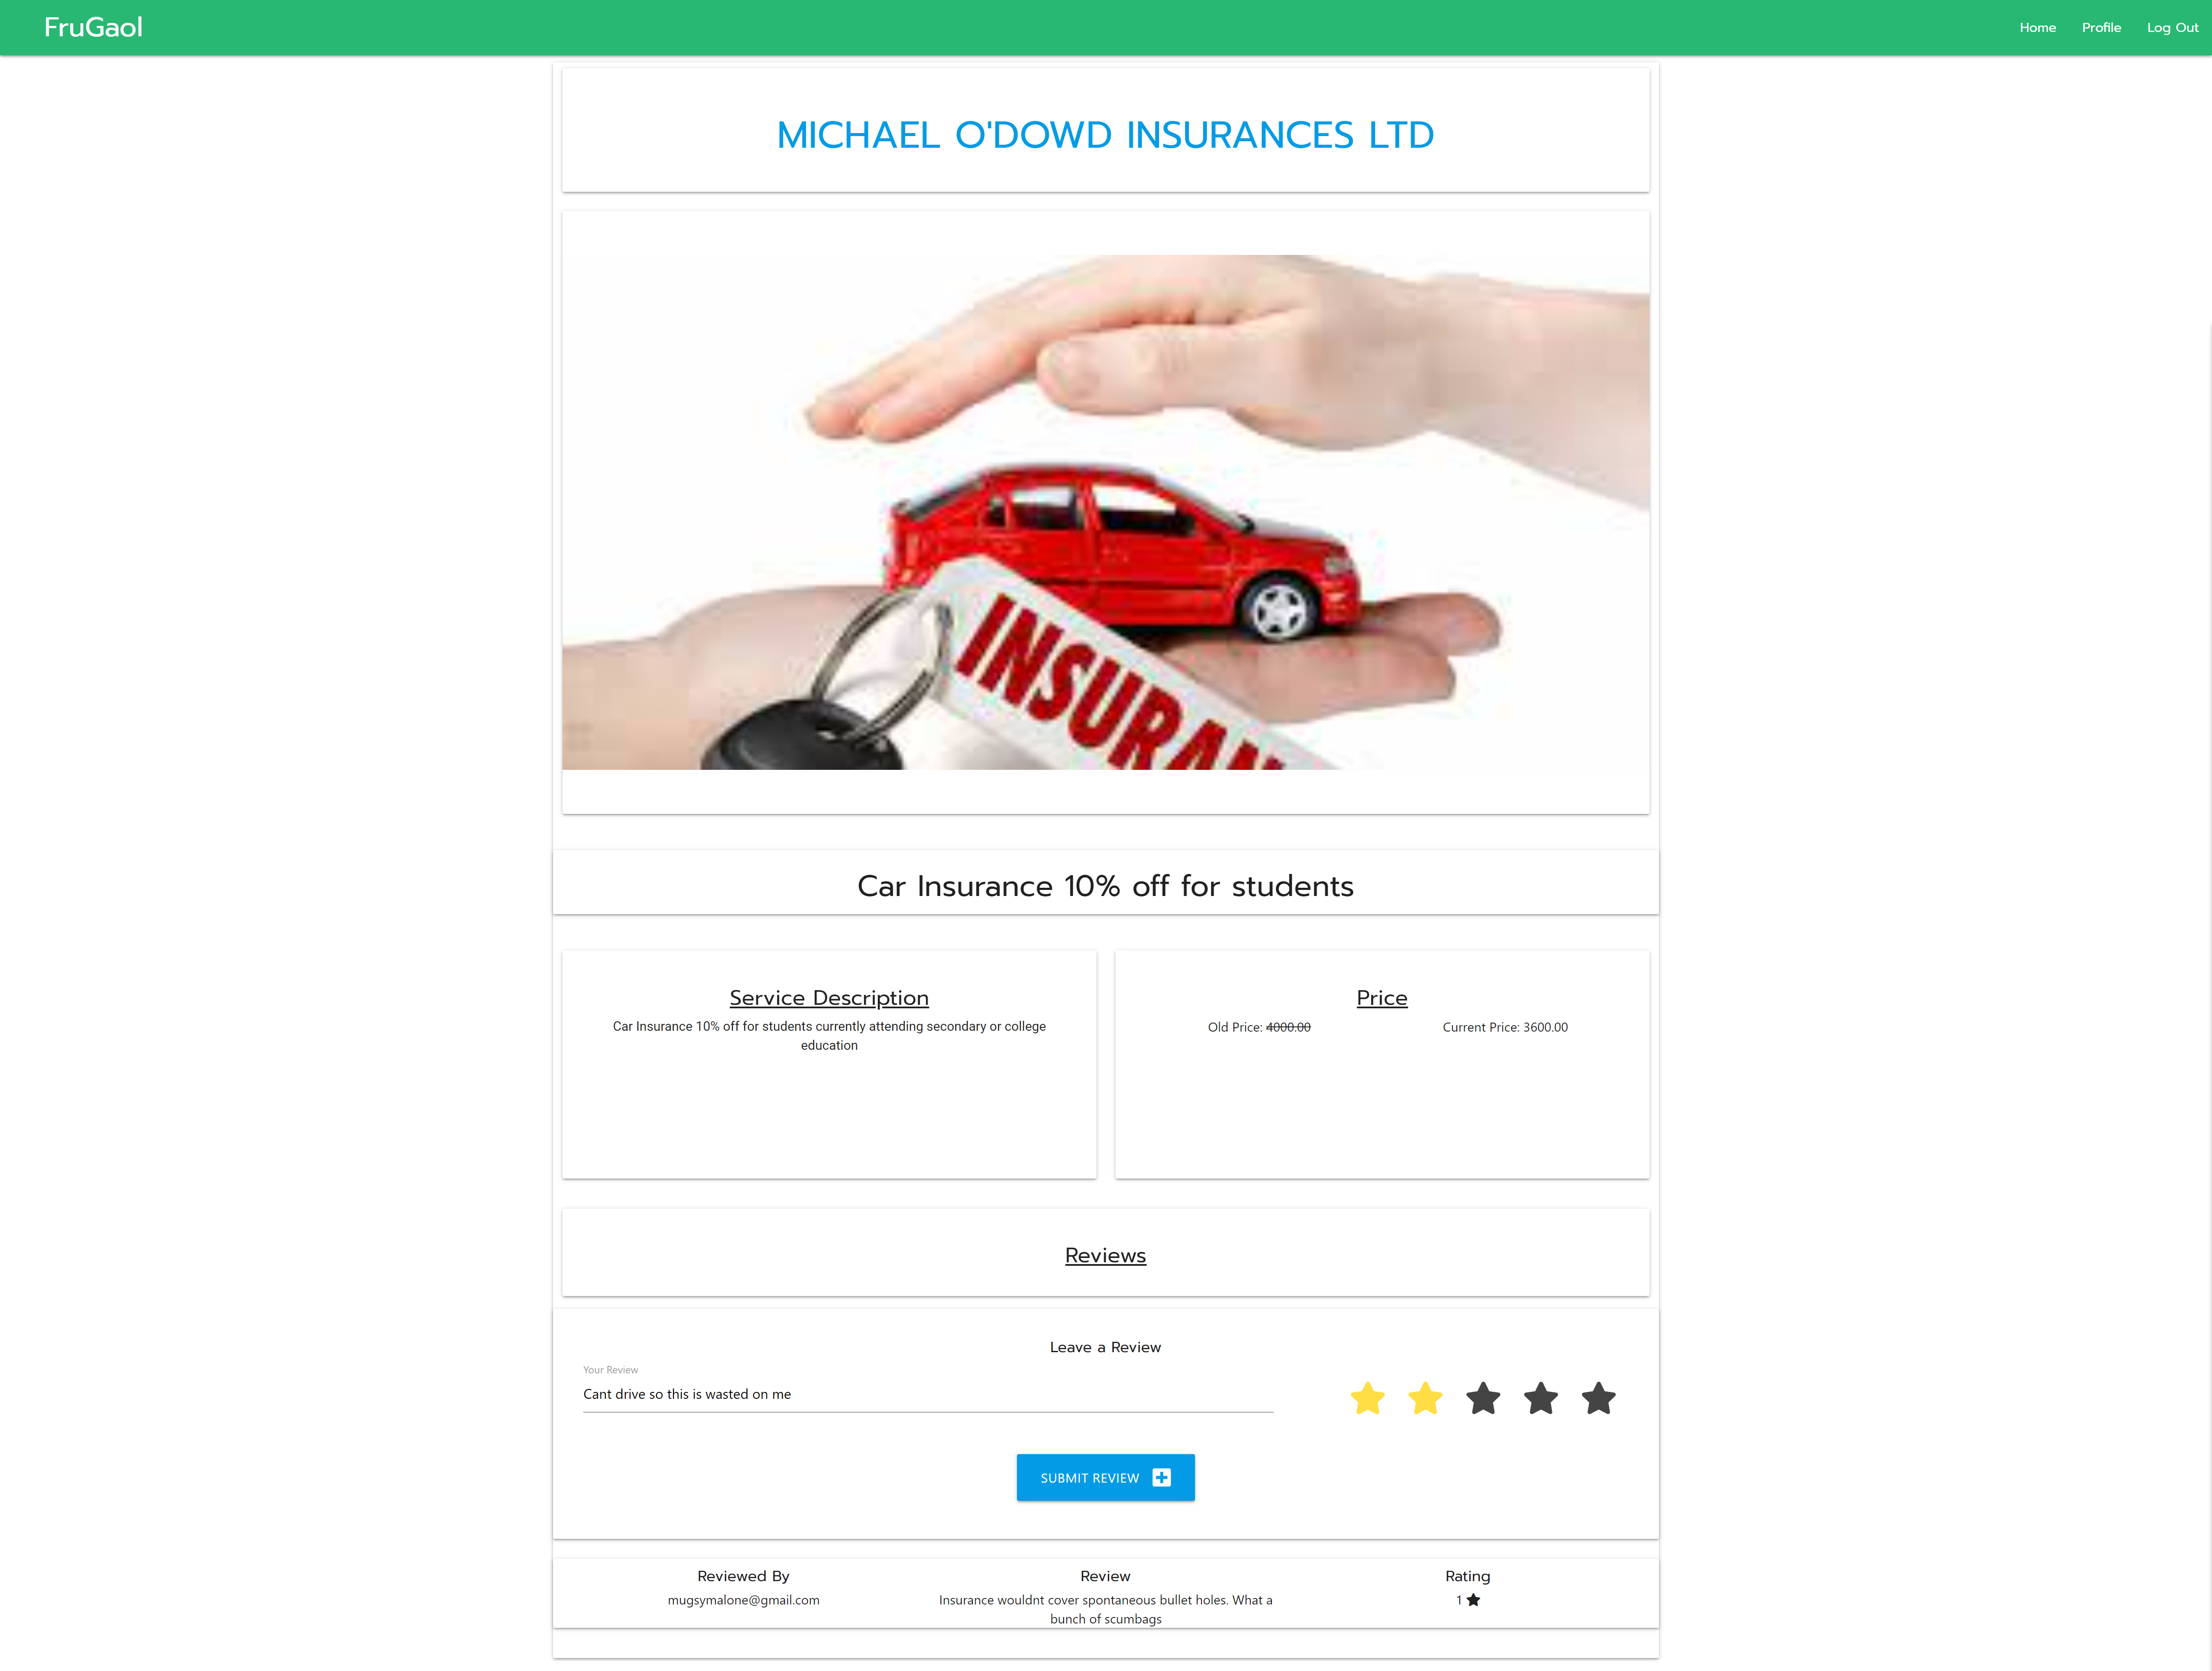 FruGaol
Home Profile Log Out
MICHAEL O'DOWD INSURANCES LTD
INSURAN
Car Insurance 10% off for students
Service Description
Car Insurance 10% off for students currently attending secondary or college
education
Price
Old Price: 4000.00
Current Price: 3600.00
Reviews
Leave a Review
Your Review
Cant drive so this is wasted on me
SUBMIT REVIEW
Reviewed By
mugsymalone@gmail.com
Review
Insurance wouldnt cover spontaneous bullet holes. What a
bunch of scumbags
Rating
1